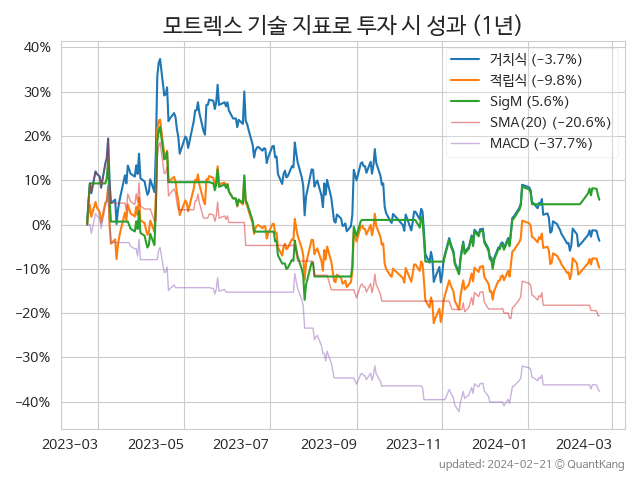 모트렉스 기술 지표로 투자 시 성과 (1년)
40%
30%
20%
10%
0%
−10%
−20%
−30%
−40%
거치식 (−3.7%)
적립식 (−9.8%)
SigM (5.6%)
SMA(20) (−20.6%)
MACD (−37.7%)
2023-03
2023-05
2023-07
2023-09
2023-11
2024-01
2024-03
updated: 2024-02-21 © QuantKang